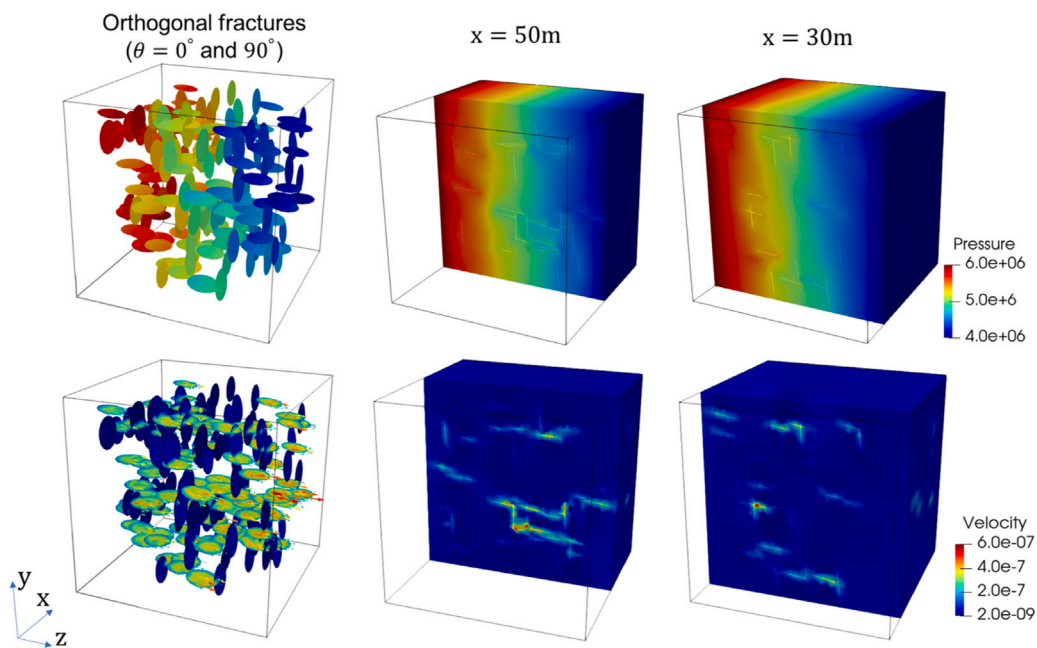 Orthogonal fractures
(θ = 0° and 90°)
x = 50m
x = 30m
Pressure
6.0e+06
5.0e+6
4.0e+06
Velocity
6.0e-07
4.0e-7
2.0e-7
2.0e-09
y
x
z